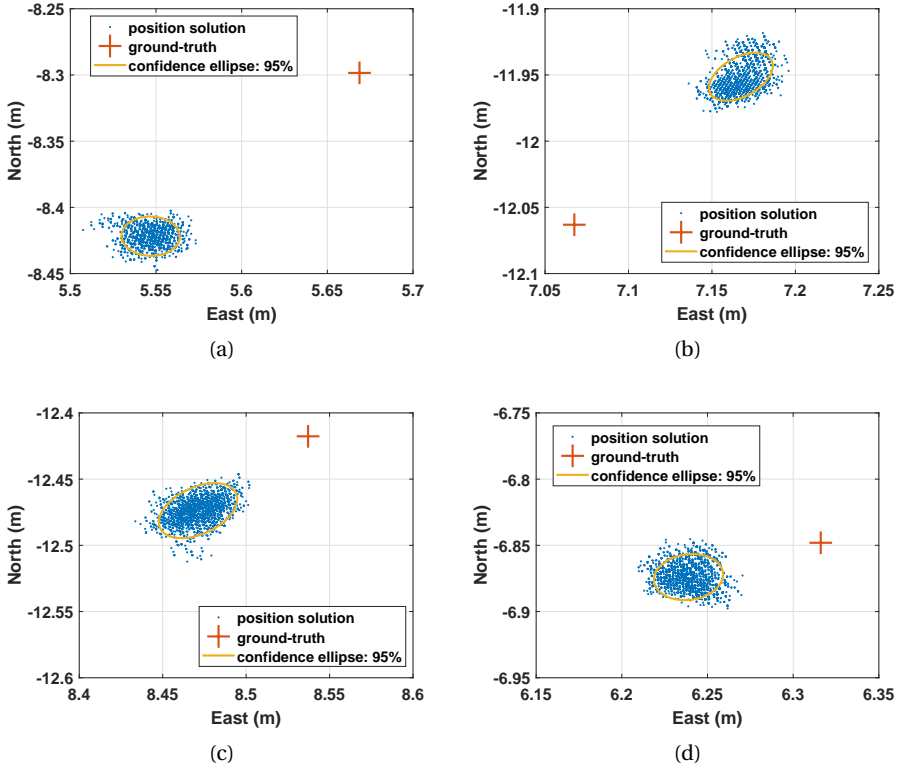 -8.25
position solution
ground-truth
confidence ellipse: 95%
-8.3
-8.35
-8.4
-8.45
North (m)
5.5
5.55
5.6
5.65
5.7
East (m)
(a)
-11.9
-11.95
-12
-12.05
-12.1
North (m)
position solution
ground-truth
confidence ellipse: 95%
7.05
7.1
7.15
7.2
7.25
East (m)
(b)
-12.4
-12.45
-12.5
-12.55
-12.6
North (m)
position solution
ground-truth
confidence ellipse: 95%
8.4
8.45
8.5
8.55
8.6
East (m)
(c)
-6.75
position solution
ground-truth
confidence ellipse: 95%
-6.8
-6.85
-6.9
-6.95
North (m)
6.15
6.2
6.25
6.3
6.35
East (m)
(d)